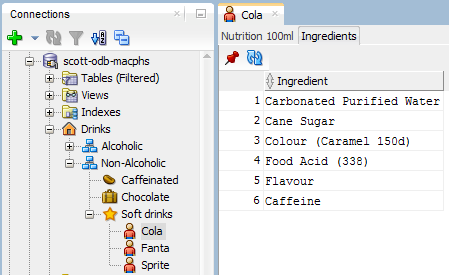 Connections
scott-odb-macphs
Tables (Filtered)
Views
Indexes
Drinks
Alcoholic
Non-Alcoholic
Caffeinated
Chocolate
Soft drinks
Cola
Fanta
Sprite
Cola
Nutrition 100ml Ingredients
Ingredient
1 Carbonated Purified Water
2 Cane Sugar
3 Colour (Caramel 150d)
4 Food Acid (338)
5 Flavour
6 Caffeine